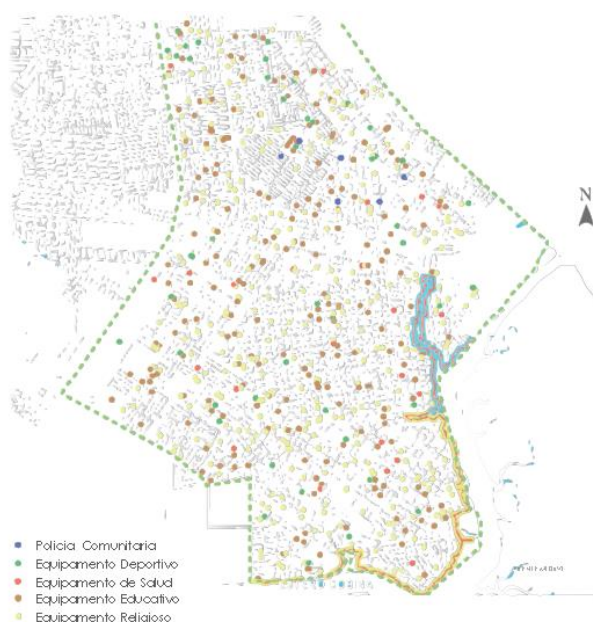 N
Policia Comunitaria
Equipamento Deportivo
Equipamento de Salud
Equipamento Educativo
Equipamento Religioso